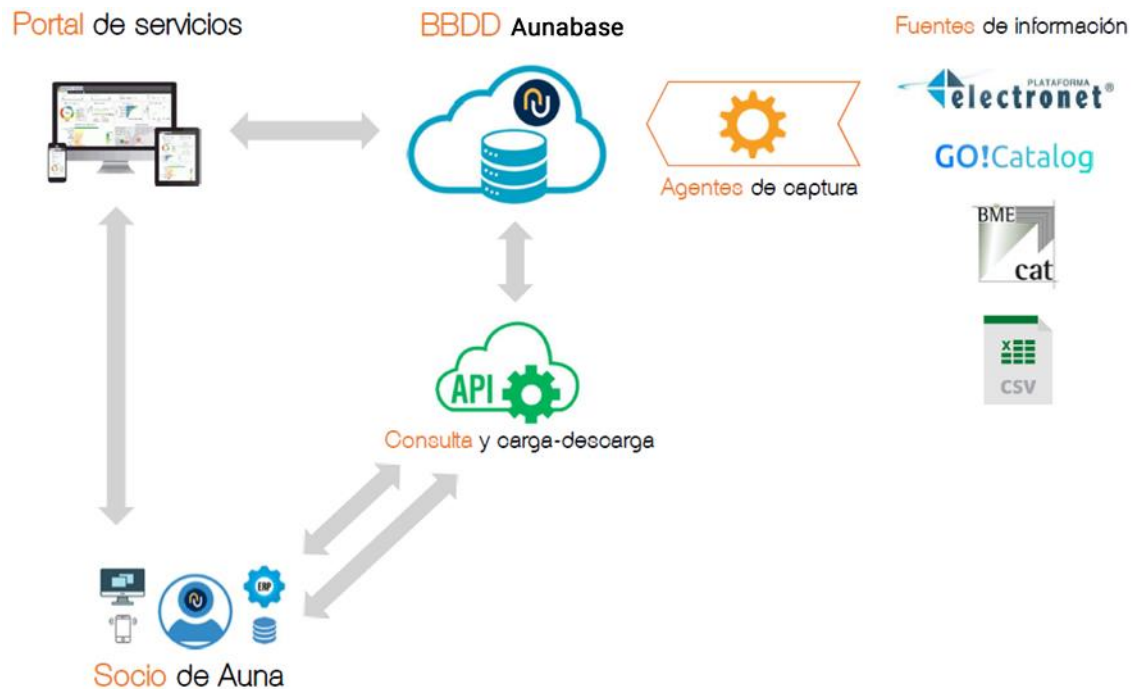 Portal de servicios
BBDD Aunabase
Fuentes de información
PLATAFORMA
electronet®
GO!Catalog
BME
cat
CSV
Agentes de captura
API
Consulta y carga-descarga
ERP
Socio de Auna